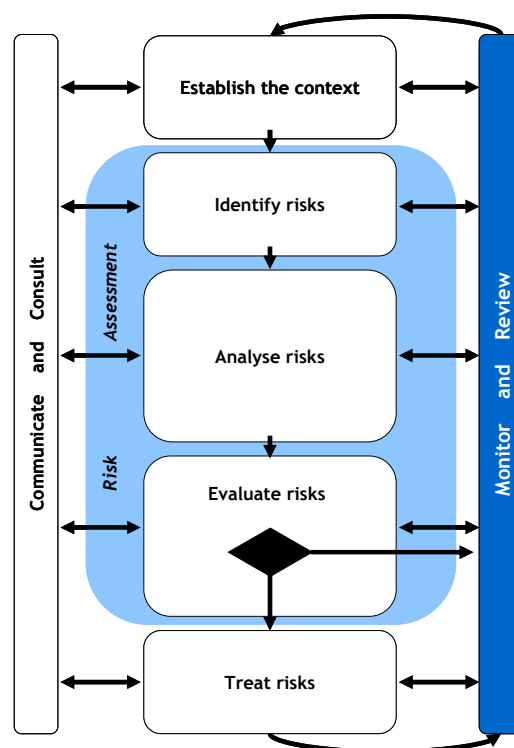 Establish the context
Identify risks
Analyse risks
Evaluate risks
Treat risks
Communicate and Consult
Risk Assessment
Monitor and Review